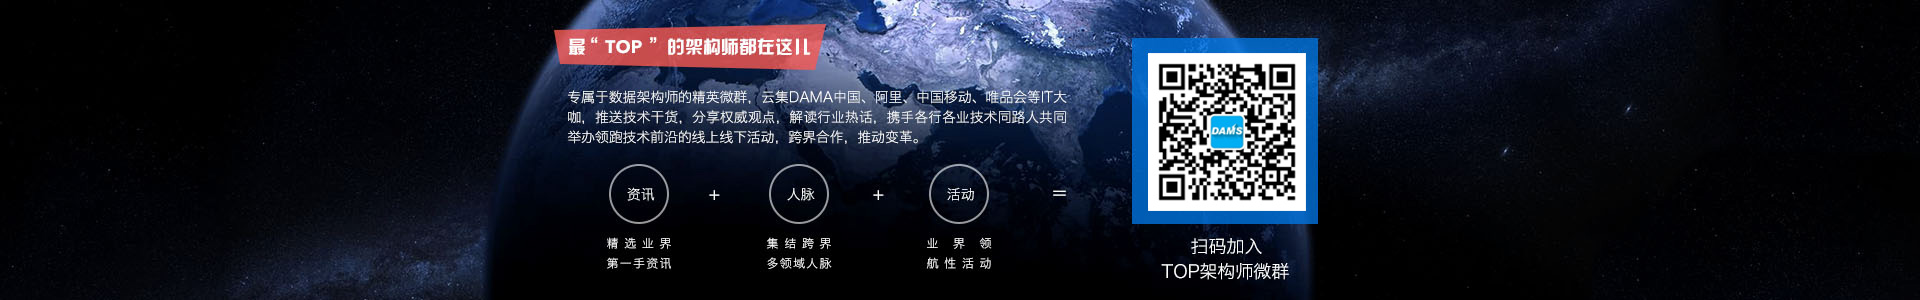 最“TOP”的架构师都在这儿
专属于数据架构师的精英微群，云集DAMA中国、阿里、中国移动、唯品会等IT大
咖，推送技术干货，分享权威观点，解读行业热话，携手各行各业技术同路人共同
举办领跑技术前沿的线上线下活动，跨界合作，推动变革。
资讯 + 人脉 + 活动 =
精选业界
第一手资讯
集结跨界
多领域人脉
业界领
航性活动
DAMS
扫码加入
TOP架构师微群